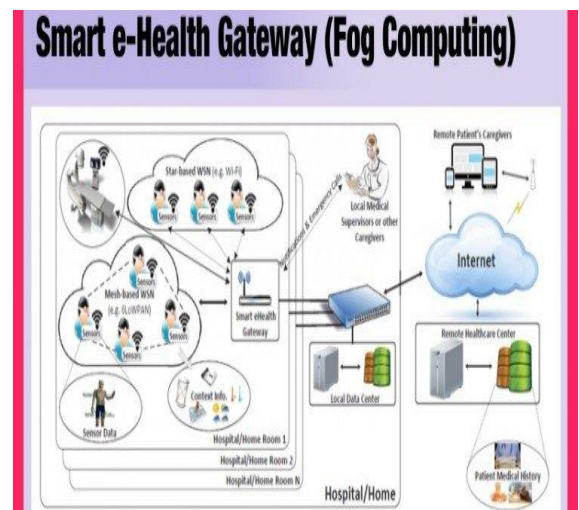 Smart e-Health Gateway (Fog Computing)
Star-based WSN (e.g. Wi-Fi)
Sensors
Sensors
Sensors
Notifications & Emergency Calls
Local Medical
Supervisors or other
Caregivers
Remote Patient's Caregivers
Internet
Sensors
Mesh-based WSN
(e.g. 6LoWPAN)
Sensors
Sensors
Sensors
Smart eHealth
Gateway
Sensor Data
Context Info.
Local Data Center
Remote Healthcare Center
Patient Medical History
Hospital/Home Room 1
Hospital/Home Room 2
Hospital/Home Room N
Hospital/Home